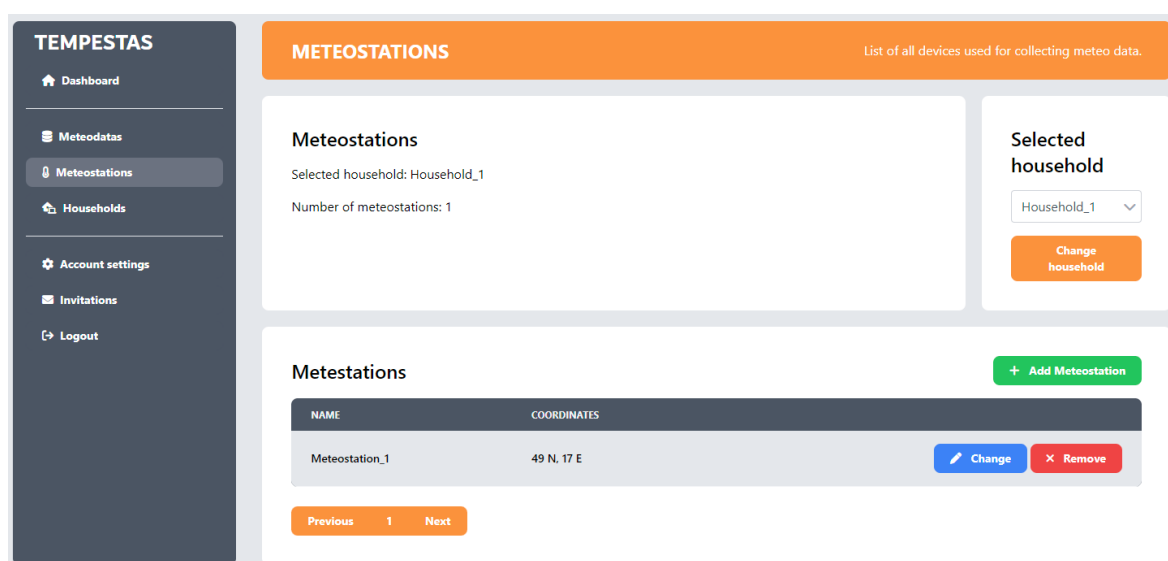 TEMPESTAS
Dashboard
Meteodatas
Meteostations
Households
Account settings
Invitations
Logout
METEOSTATIONS
List of all devices used for collecting meteo data.
Meteostations
Selected household: Household_1
Number of meteostations: 1
Selected
household
Household_1
Change
household
Metestations
+ Add Meteostation
NAME COORDINATES
Meteostation_1 49 N, 17 E Change × Remove
Previous 1 Next